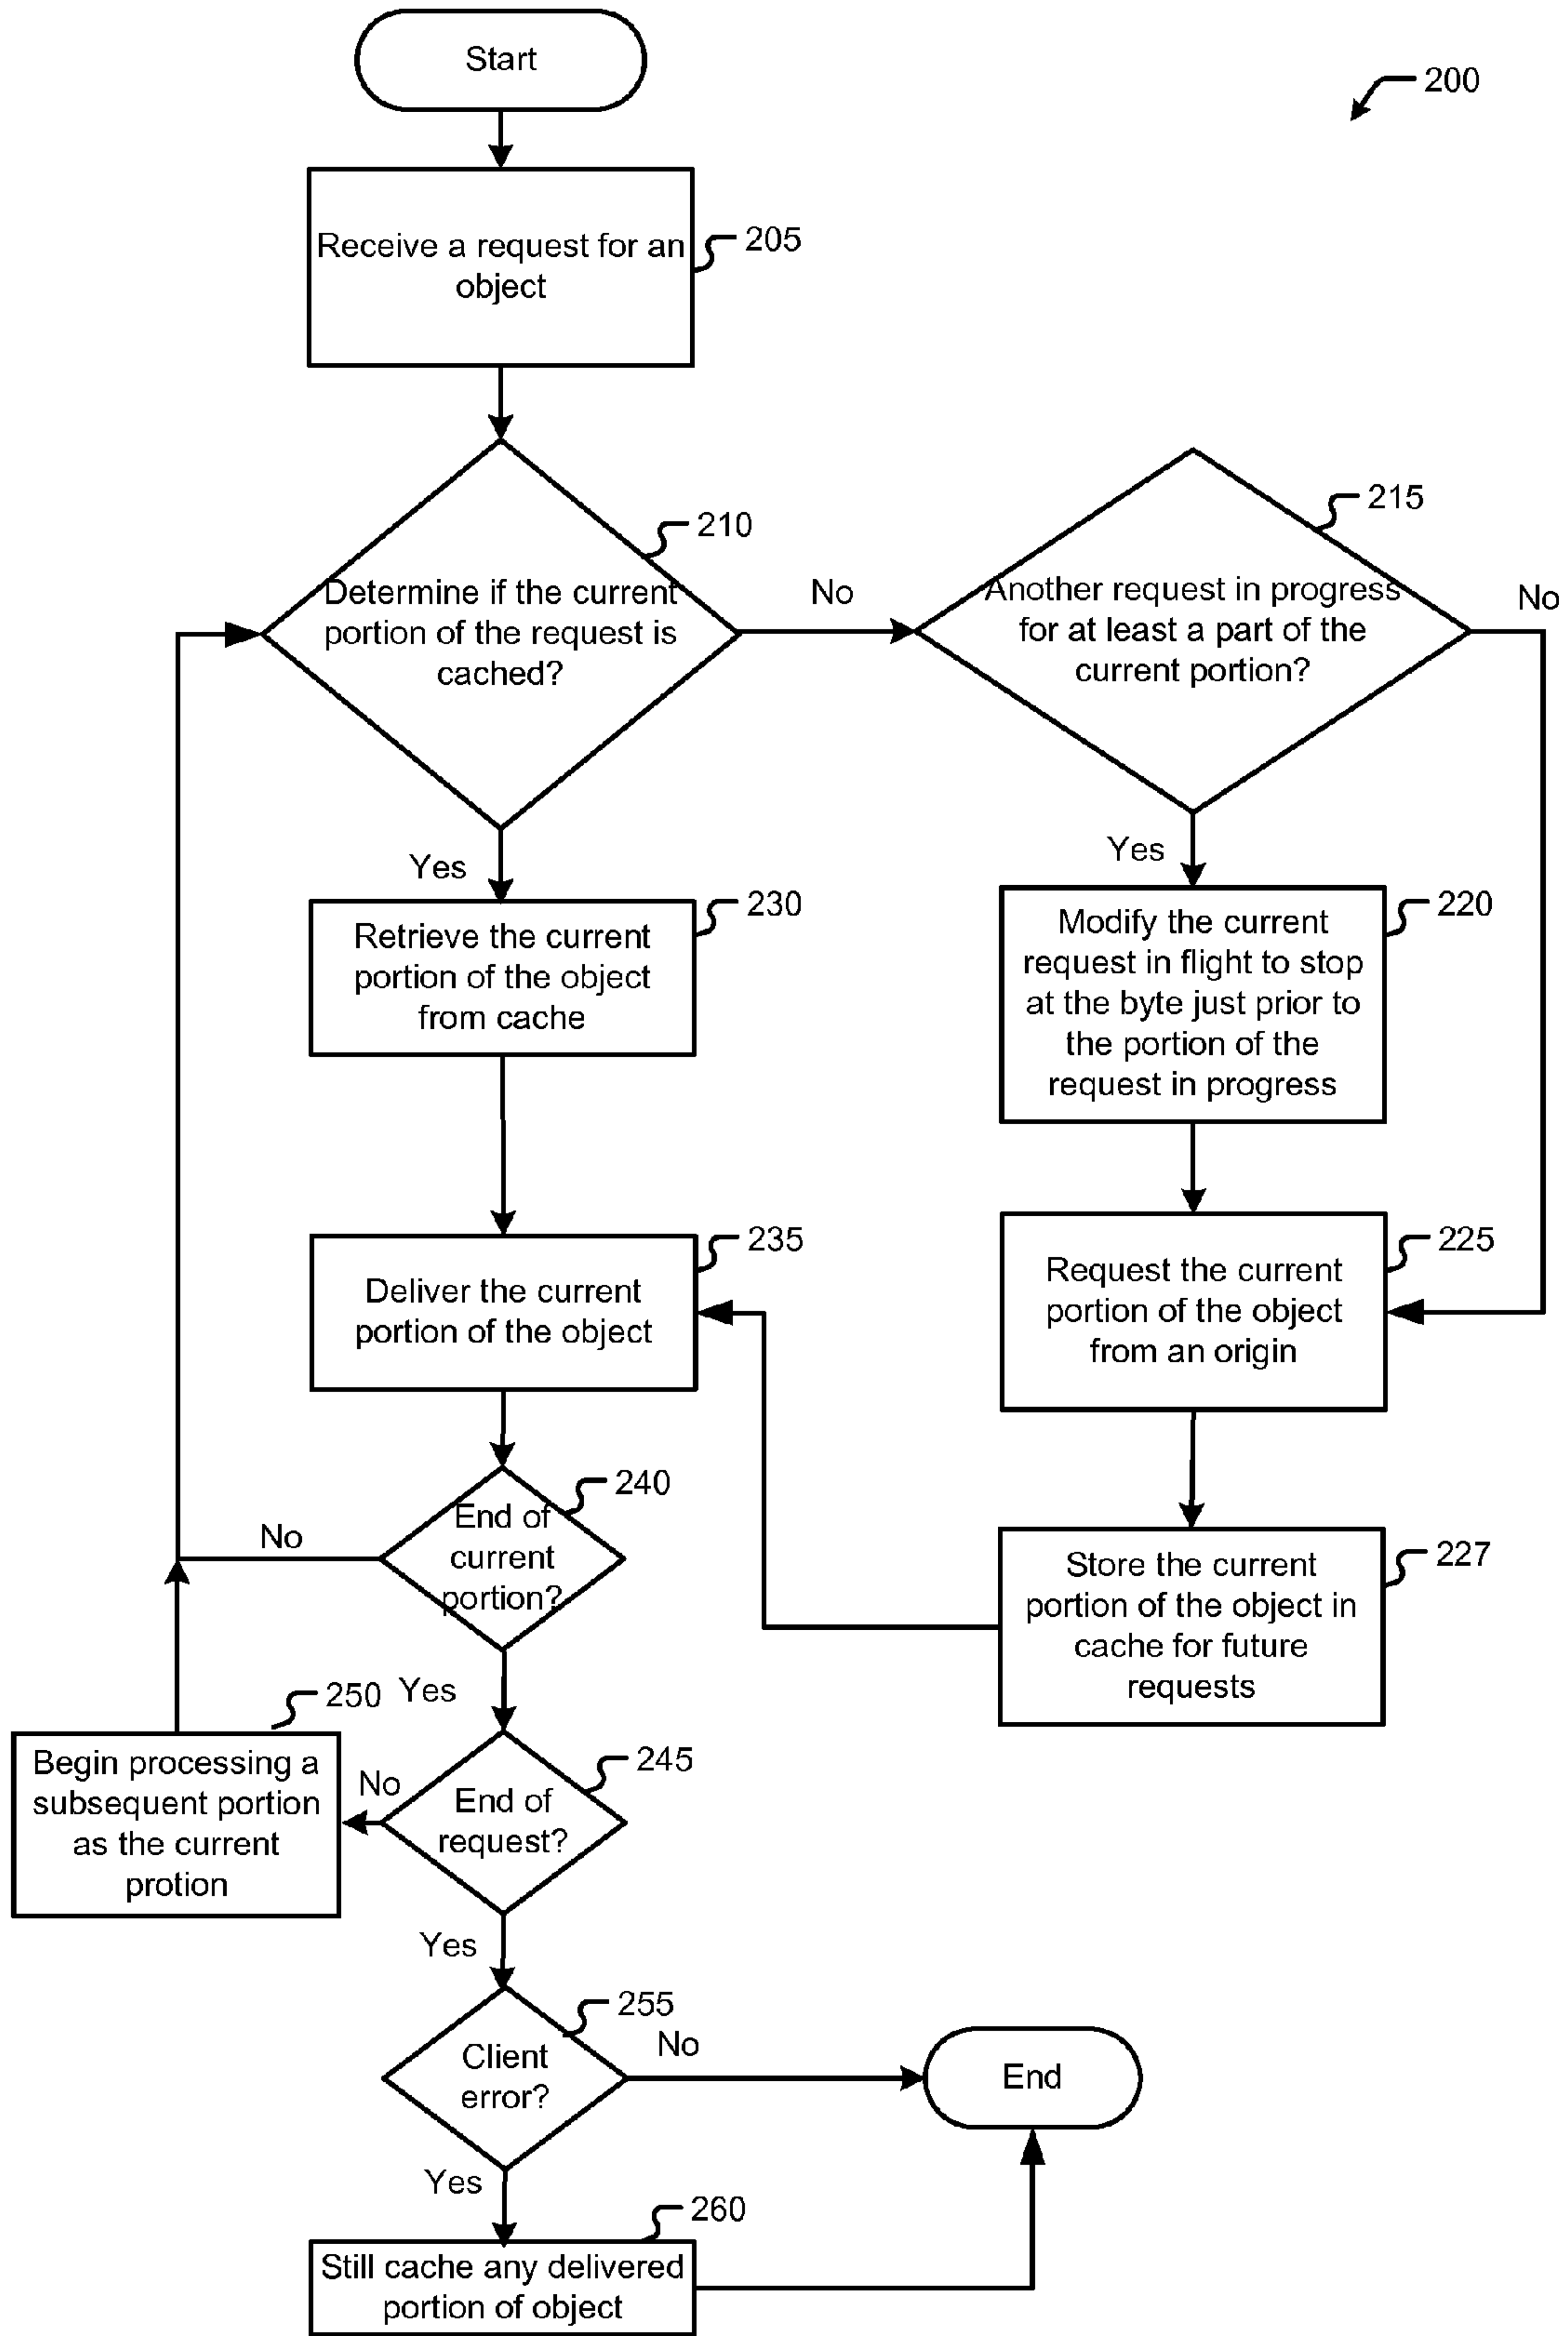 Start
200
Receive a request for an
object
205
210
Determine if the current
portion of the request is
cached?
No
215
Another request in progress
for at least a part of the
current portion?
No
Yes
Yes
230
Retrieve the current
portion of the object
from cache
220
Modify the current
request in flight to stop
at the byte just prior to
the portion of the
request in progress
235
Deliver the current
portion of the object
225
Request the current
portion of the object
from an origin
240
End of
current
portion?
No
227
Store the current
portion of the object in
cache for future
requests
Yes
250
Begin processing a
subsequent portion
as the current
protion
No
245
End of
request?
Yes
255
Client
error?
No
End
Yes
260
Still cache any delivered
portion of object